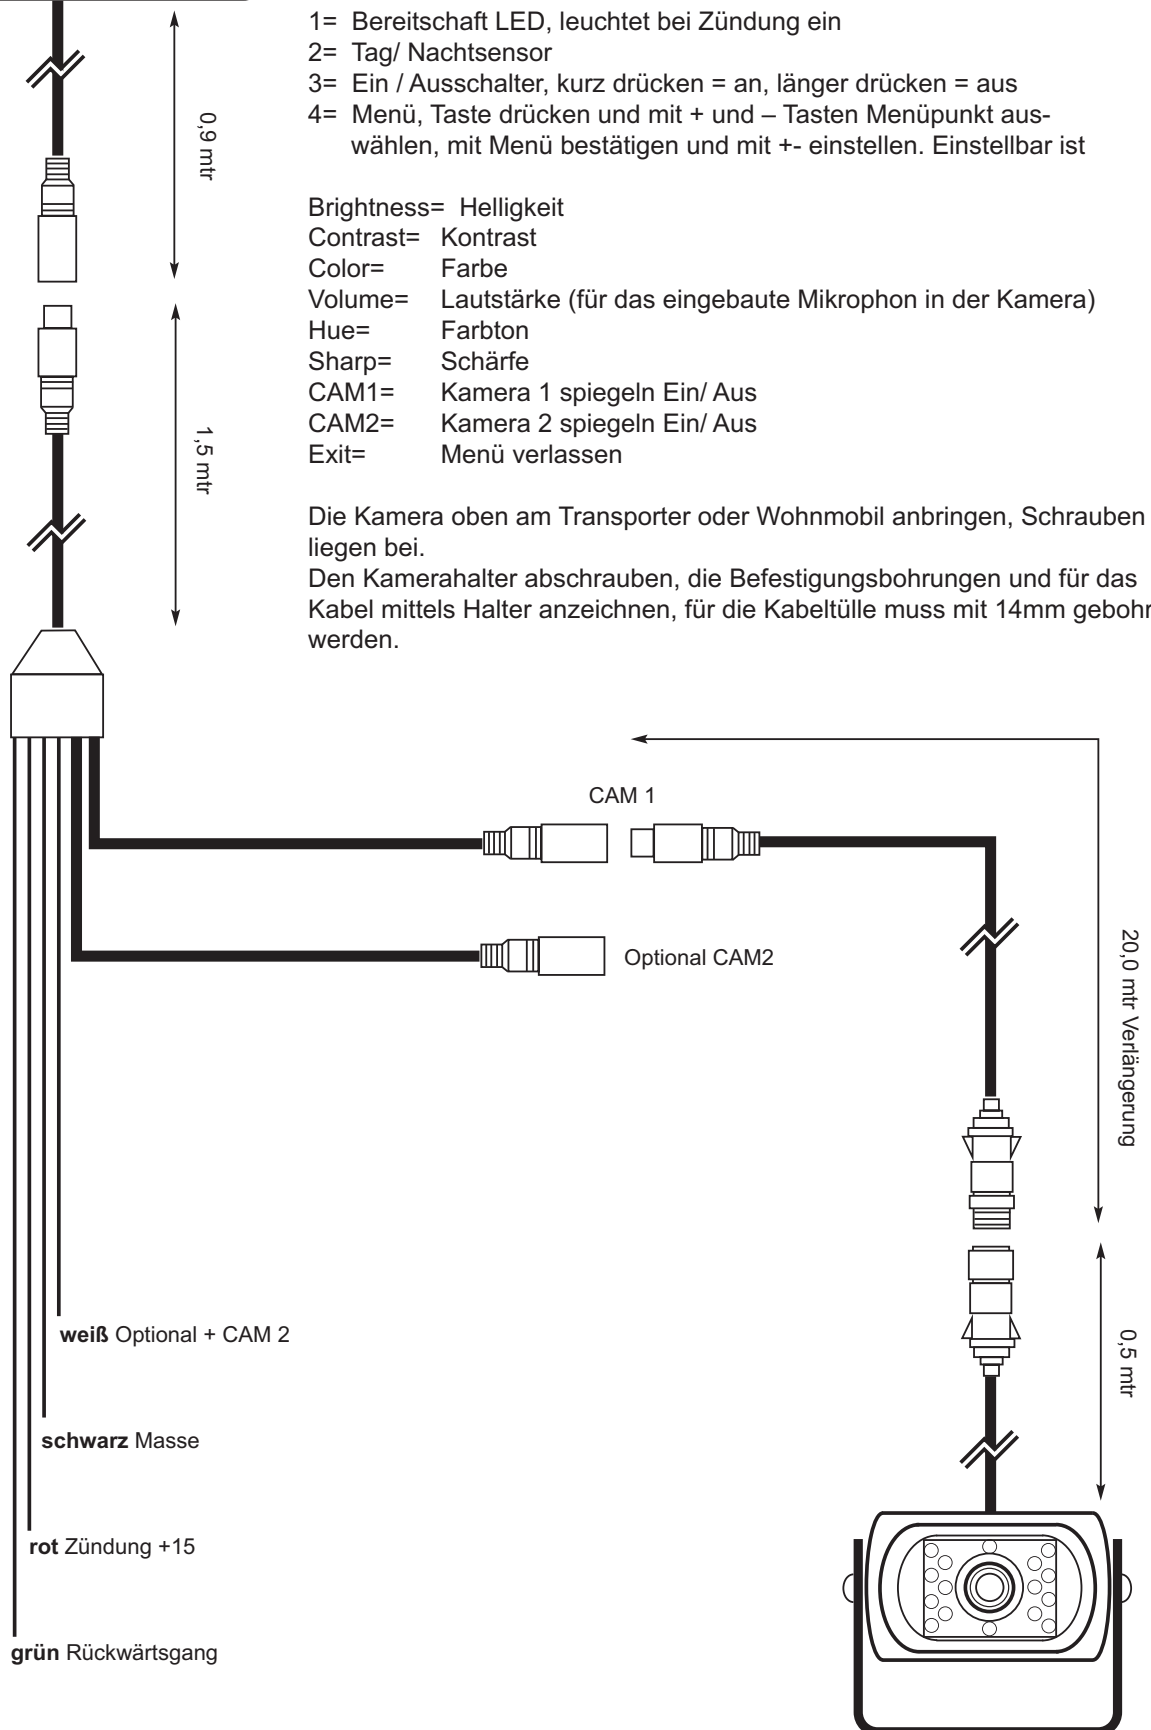 1= Bereitschaft LED, leuchtet bei Zündung ein
2= Tag/ Nachtsensor
3= Ein / Ausschalter, kurz drücken = an, länger drücken = aus
4= Menü, Taste drücken und mit + und – Tasten Menüpunkt aus-
wählen, mit Menü bestätigen und mit +- einstellen. Einstellbar ist
Brightness= Helligkeit
Contrast= Kontrast
Color= Farbe
Volume= Lautstärke (für das eingebaute Mikrophon in der Kamera)
Hue= Farbton
Sharp= Schärfe
CAM1= Kamera 1 spiegeln Ein/ Aus
CAM2= Kamera 2 spiegeln Ein/ Aus
Exit= Menü verlassen
Die Kamera oben am Transporter oder Wohnmobil anbringen, Schrauben
liegen bei.
Den Kamerahalter abschrauben, die Befestigungsbohrungen und für das
Kabel mittels Halter anzeichnen, für die Kabeltülle muss mit 14mm gebohr
werden.
0,9 mtr
1,5 mtr
CAM 1
Optional CAM2
20,0 mtr Verlängerung
0,5 mtr
weiß Optional + CAM 2
schwarz Masse
rot Zündung +15
grün Rückwärtsgang